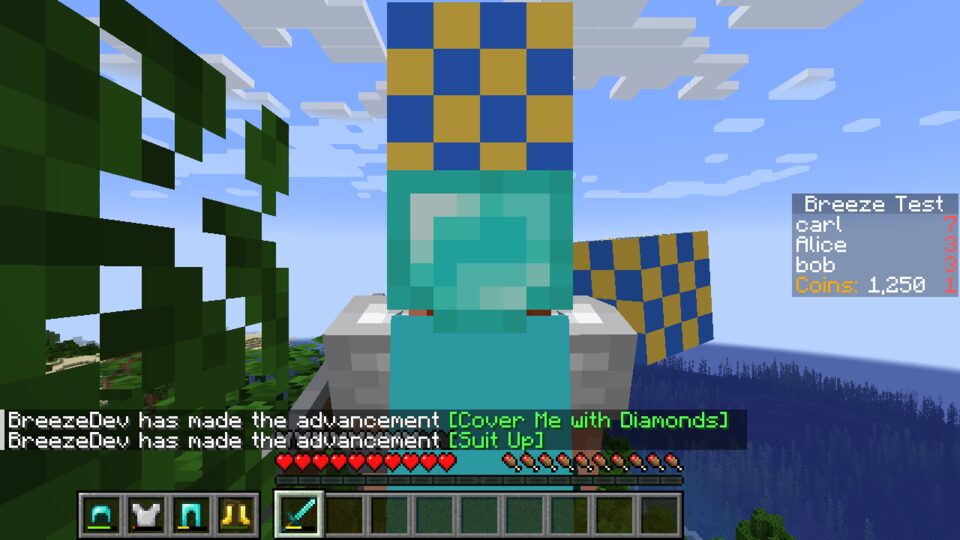 Breeze Test
carl 7
Alice 3
bob 2
Coins: 1,250 1
BreezeDev has made the advancement [Cover Me with Diamonds]
BreezeDev has made the advancement [Suit Up]